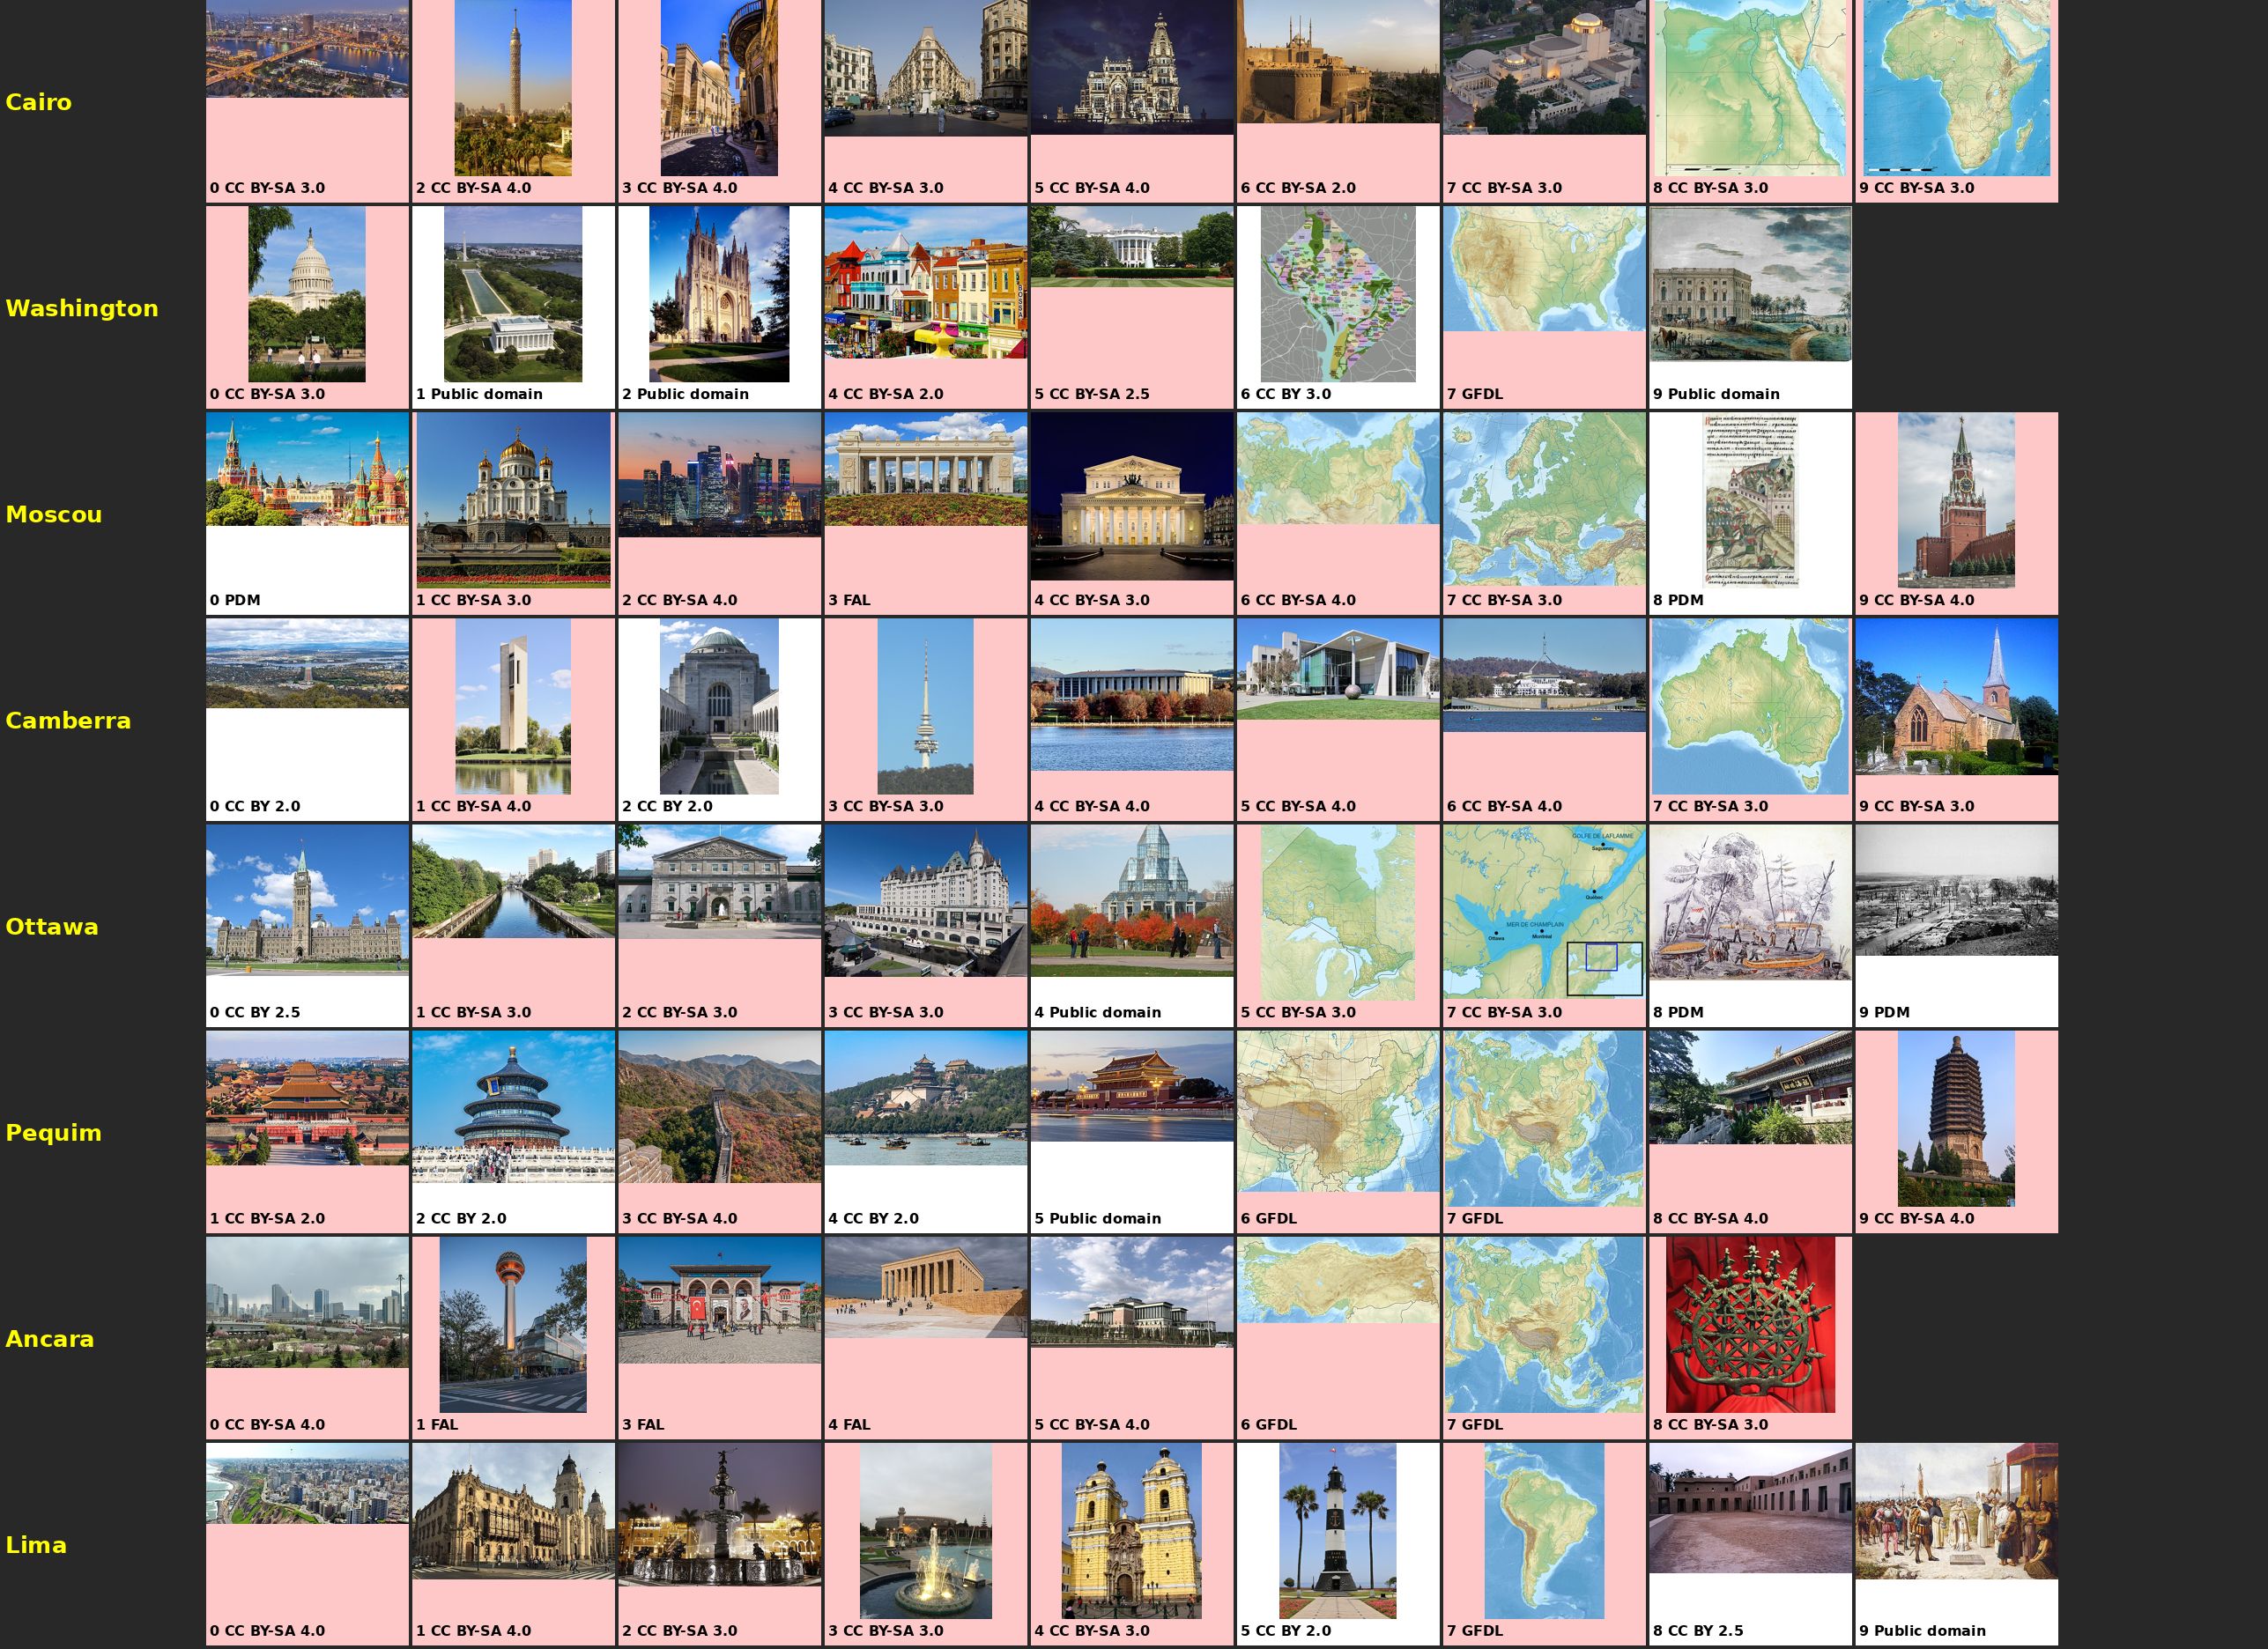 Cairo
0 CC BY-SA 3.0
2 CC BY-SA 4.0
3 CC BY-SA 4.0
4 CC BY-SA 3.0
5 CC BY-SA 4.0
6 CC BY-SA 2.0
7 CC BY-SA 3.0
8 CC BY-SA 3.0
9 CC BY-SA 3.0
Washington
0 CC BY-SA 3.0
1 Public domain
2 Public domain
4 CC BY-SA 2.0
5 CC BY-SA 2.5
6 CC BY 3.0
7 GFDL
9 Public domain
Moscou
0 PDM
1 CC BY-SA 3.0
2 CC BY-SA 4.0
3 FAL
4 CC BY-SA 3.0
6 CC BY-SA 4.0
7 CC BY-SA 3.0
8 PDM
9 CC BY-SA 4.0
Camberra
0 CC BY 2.0
1 CC BY-SA 4.0
2 CC BY 2.0
3 CC BY-SA 3.0
4 CC BY-SA 4.0
5 CC BY-SA 4.0
6 CC BY-SA 4.0
7 CC BY-SA 3.0
9 CC BY-SA 3.0
Ottawa
GOLFE DE LAFLAMME
Saguenay
Québec
MER DE CHAMPLAIN
Ottawa
Montréal
0 CC BY 2.5
1 CC BY-SA 3.0
2 CC BY-SA 3.0
3 CC BY-SA 3.0
4 Public domain
5 CC BY-SA 3.0
7 CC BY-SA 3.0
8 PDM
9 PDM
Pequim
1 CC BY-SA 2.0
2 CC BY 2.0
3 CC BY-SA 4.0
4 CC BY 2.0
5 Public domain
6 GFDL
7 GFDL
8 CC BY-SA 4.0
9 CC BY-SA 4.0
Ancara
0 CC BY-SA 4.0
1 FAL
3 FAL
4 FAL
5 CC BY-SA 4.0
6 GFDL
7 GFDL
8 CC BY-SA 3.0
Lima
0 CC BY-SA 4.0
1 CC BY-SA 4.0
2 CC BY-SA 3.0
3 CC BY-SA 3.0
4 CC BY-SA 3.0
5 CC BY 2.0
7 GFDL
8 CC BY 2.5
9 Public domain